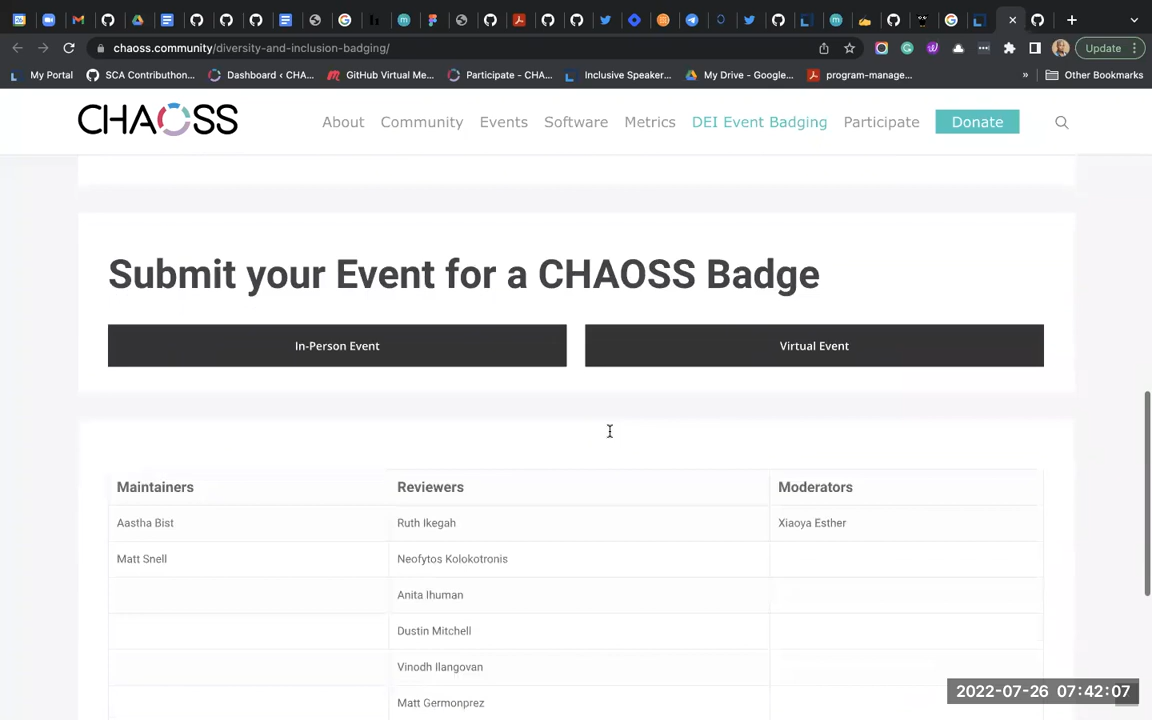 Update
chaoss.community/diversity-and-inclusion-badging/
My Portal
SCA Contributhon...
Dashboard ‹ CHA...
GitHub Virtual Me...
Participate - CHA...
Inclusive Speaker...
My Drive - Google...
program-manage...
»
Other Bookmarks
CHAOSS
About
Community
Events
Software
Metrics
DEI Event Badging
Participate
Donate
Submit your Event for a CHAOSS Badge
In-Person Event
Virtual Event
Maintainers
Reviewers
Moderators
Aastha Bist
Ruth Ikegah
Xiaoya Esther
Matt Snell
Neofytos Kolokotronis
Anita Ihuman
Dustin Mitchell
Vinodh Ilangovan
Matt Germonprez
2022-07-26 07:42:07